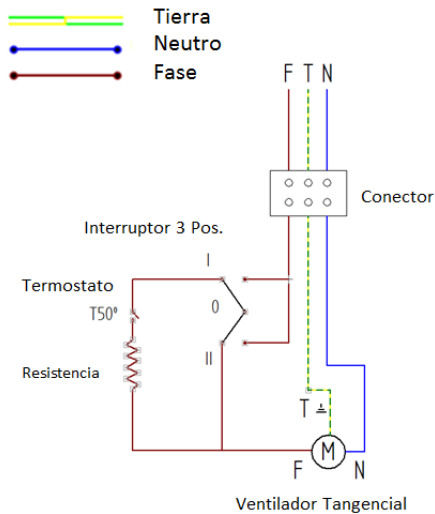 Tierra
Neutro
Fase
F T N
Conector
Interruptor 3 Pos.
I
Termostato
T50º
0
II
Resistencia
T
M
F
N
Ventilador Tangencial